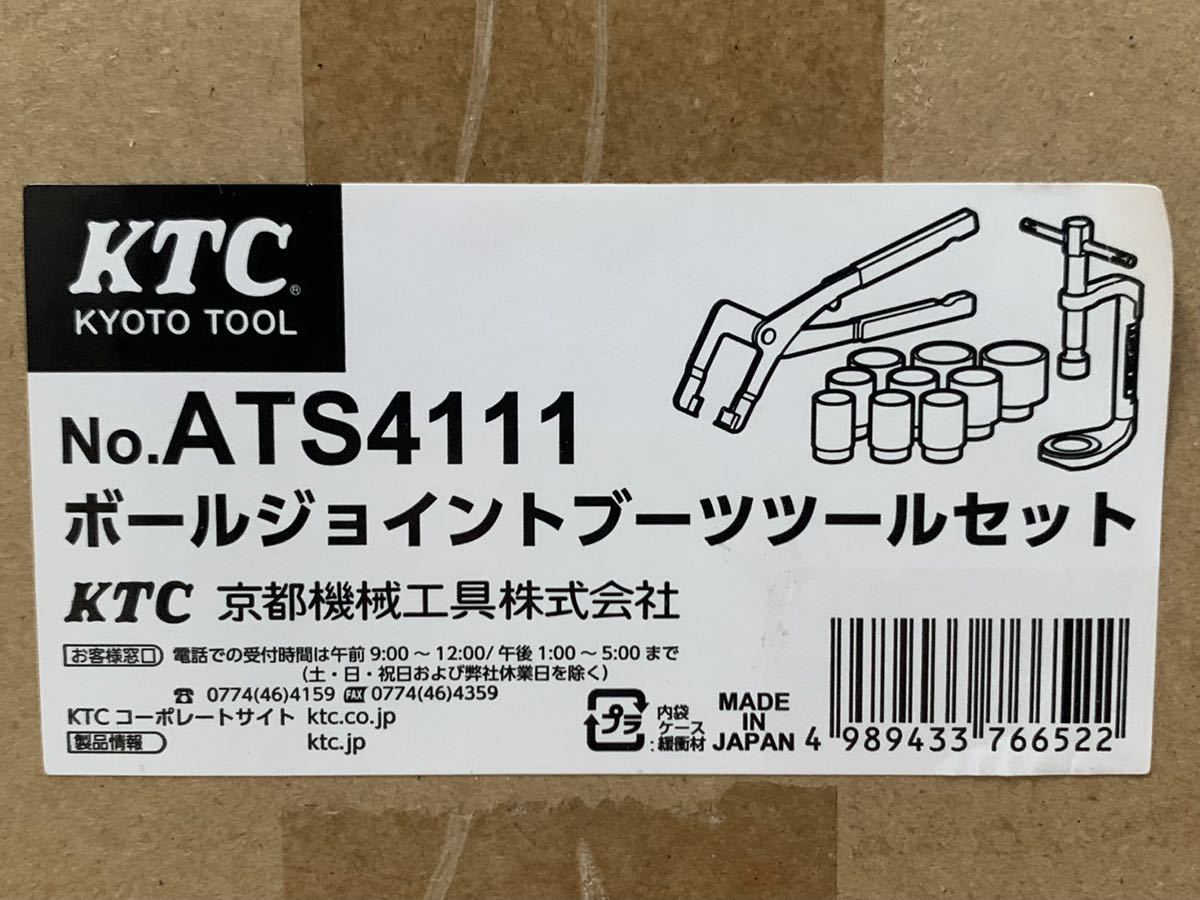 KTC®
KYOTO TOOL
No.ATS4111
ボールジョイントブーツツールセット
KTC 京都機械工具株式会社
お客様窓口 電話での受付時間は午前 9:00 ～ 12:00/ 午後 1:00 ～ 5:00 まで
（土・日・祝日および弊社休業日を除く）
☎ 0774(46)4159 FAX 0774(46)4359
KTC コーポレートサイト ktc.co.jp
製品情報 ktc.jp
プラ
内袋
ケース
:緩衝材
MADE
IN
JAPAN
4 989433 766522